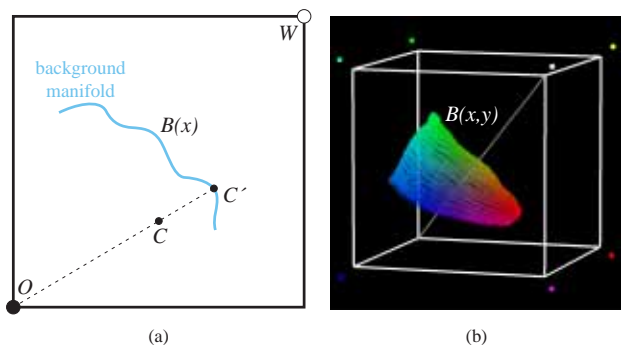 W
background
manifold
B(x)
C′
C
O
(a)
B(x,y)
(b)